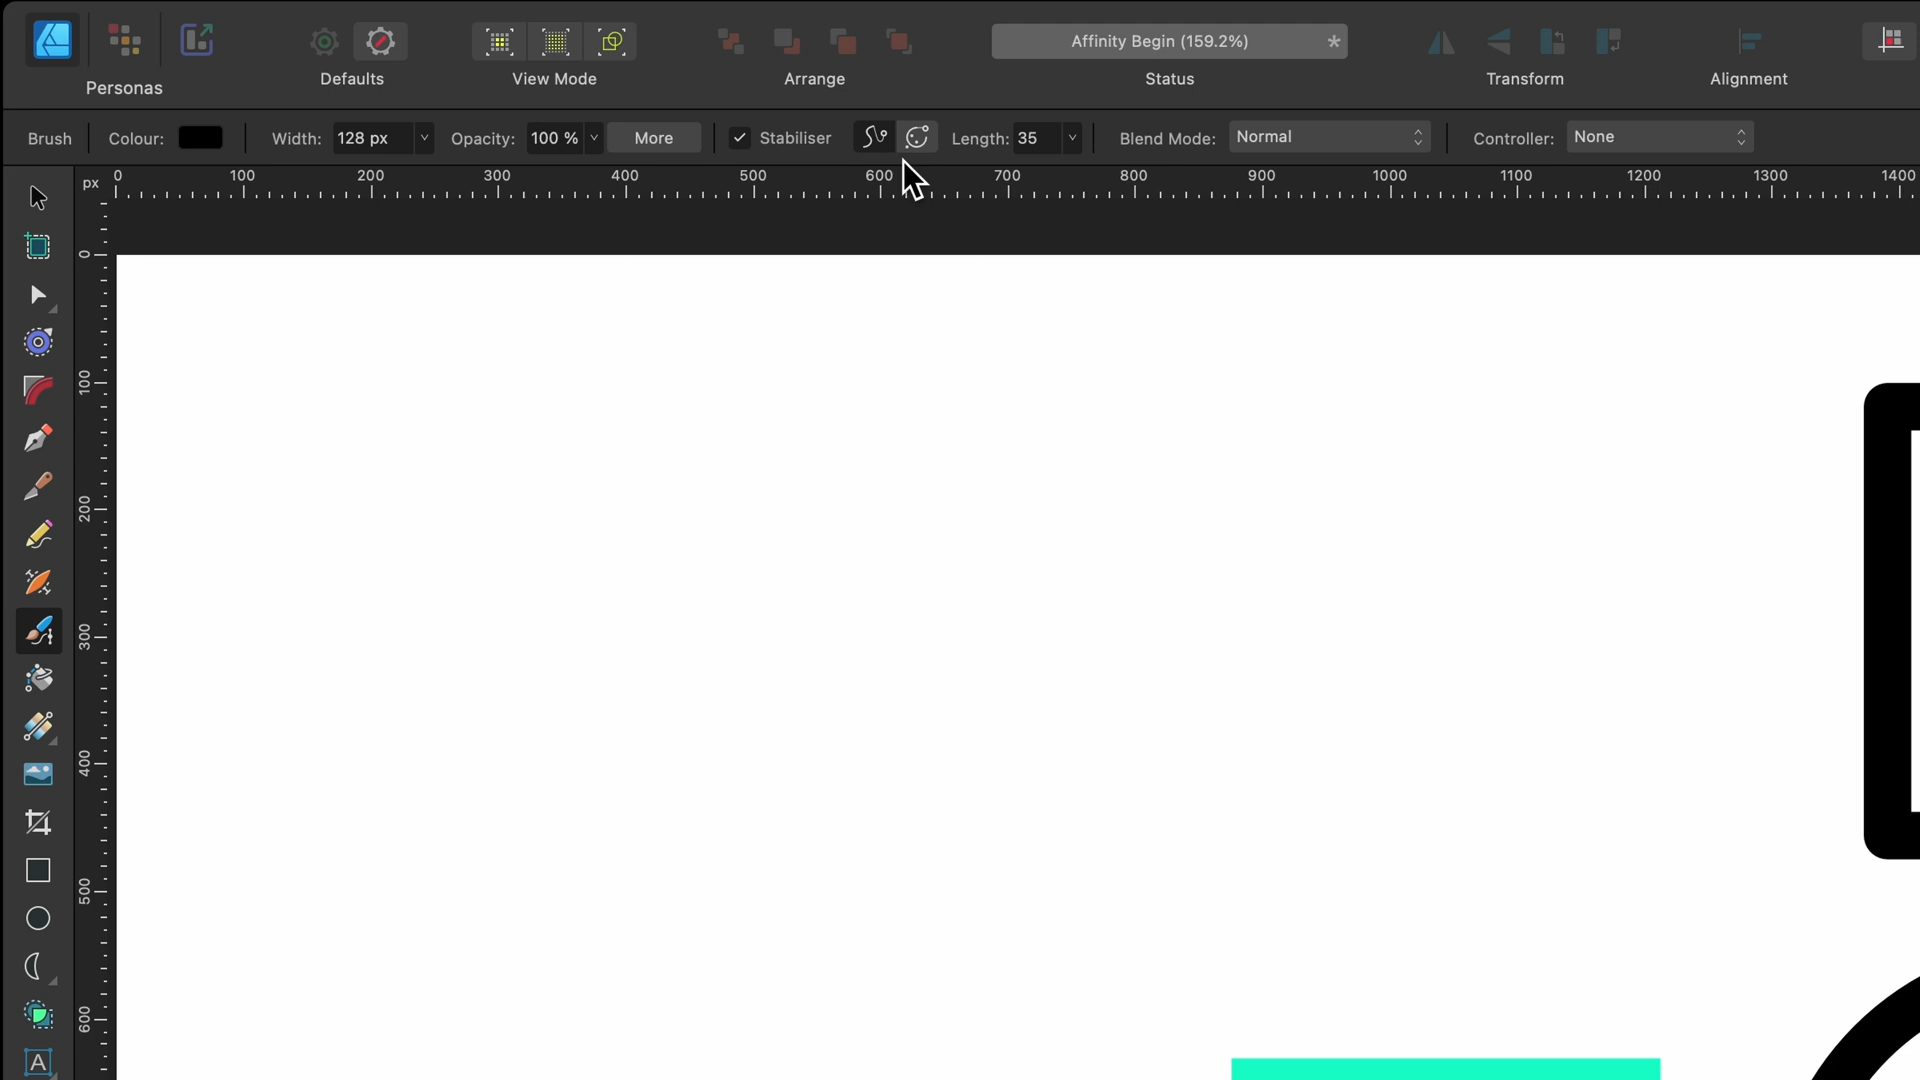 Affinity Begin (159.2%) *
Personas
Defaults
View Mode
Arrange
Status
Transform
Alignment
Brush
Colour:
Width: 128 px
Opacity: 100 %
More
Stabiliser
Length: 35
Blend Mode: Normal
Controller: None
px
0 100 200 300 400 500 600 700 800 900 1000 1100 1200 1300 1400
0
100
200
300
400
500
600
A